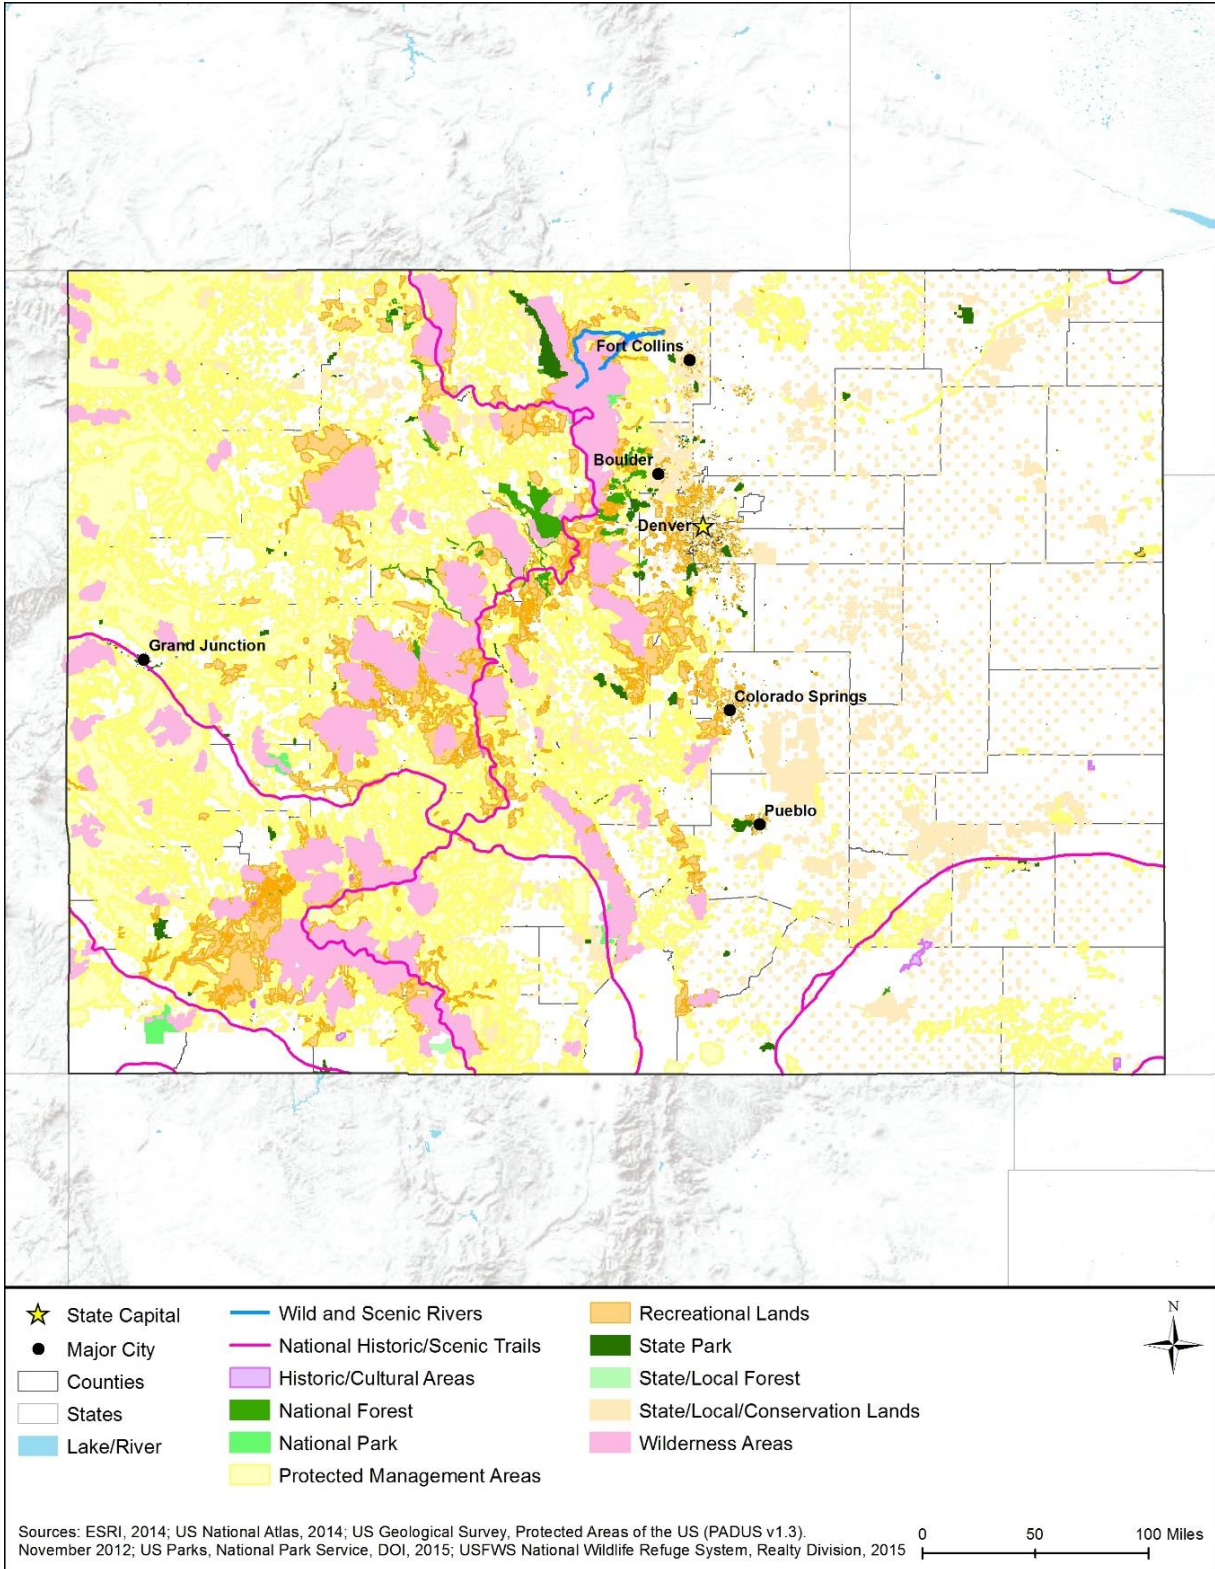 Fort Collins
Boulder
Denver
Grand Junction
Colorado Springs
Pueblo
State Capital
Major City
Counties
States
Lake/River
Wild and Scenic Rivers
National Historic/Scenic Trails
Historic/Cultural Areas
National Forest
National Park
Protected Management Areas
Recreational Lands
State Park
State/Local Forest
State/Local/Conservation Lands
Wilderness Areas
N
Sources: ESRI, 2014; US National Atlas, 2014; US Geological Survey, Protected Areas of the US (PADUS v1.3).
November 2012; US Parks, National Park Service, DOI, 2015; USFWS National Wildlife Refuge System, Realty Division, 2015
0 50 100 Miles